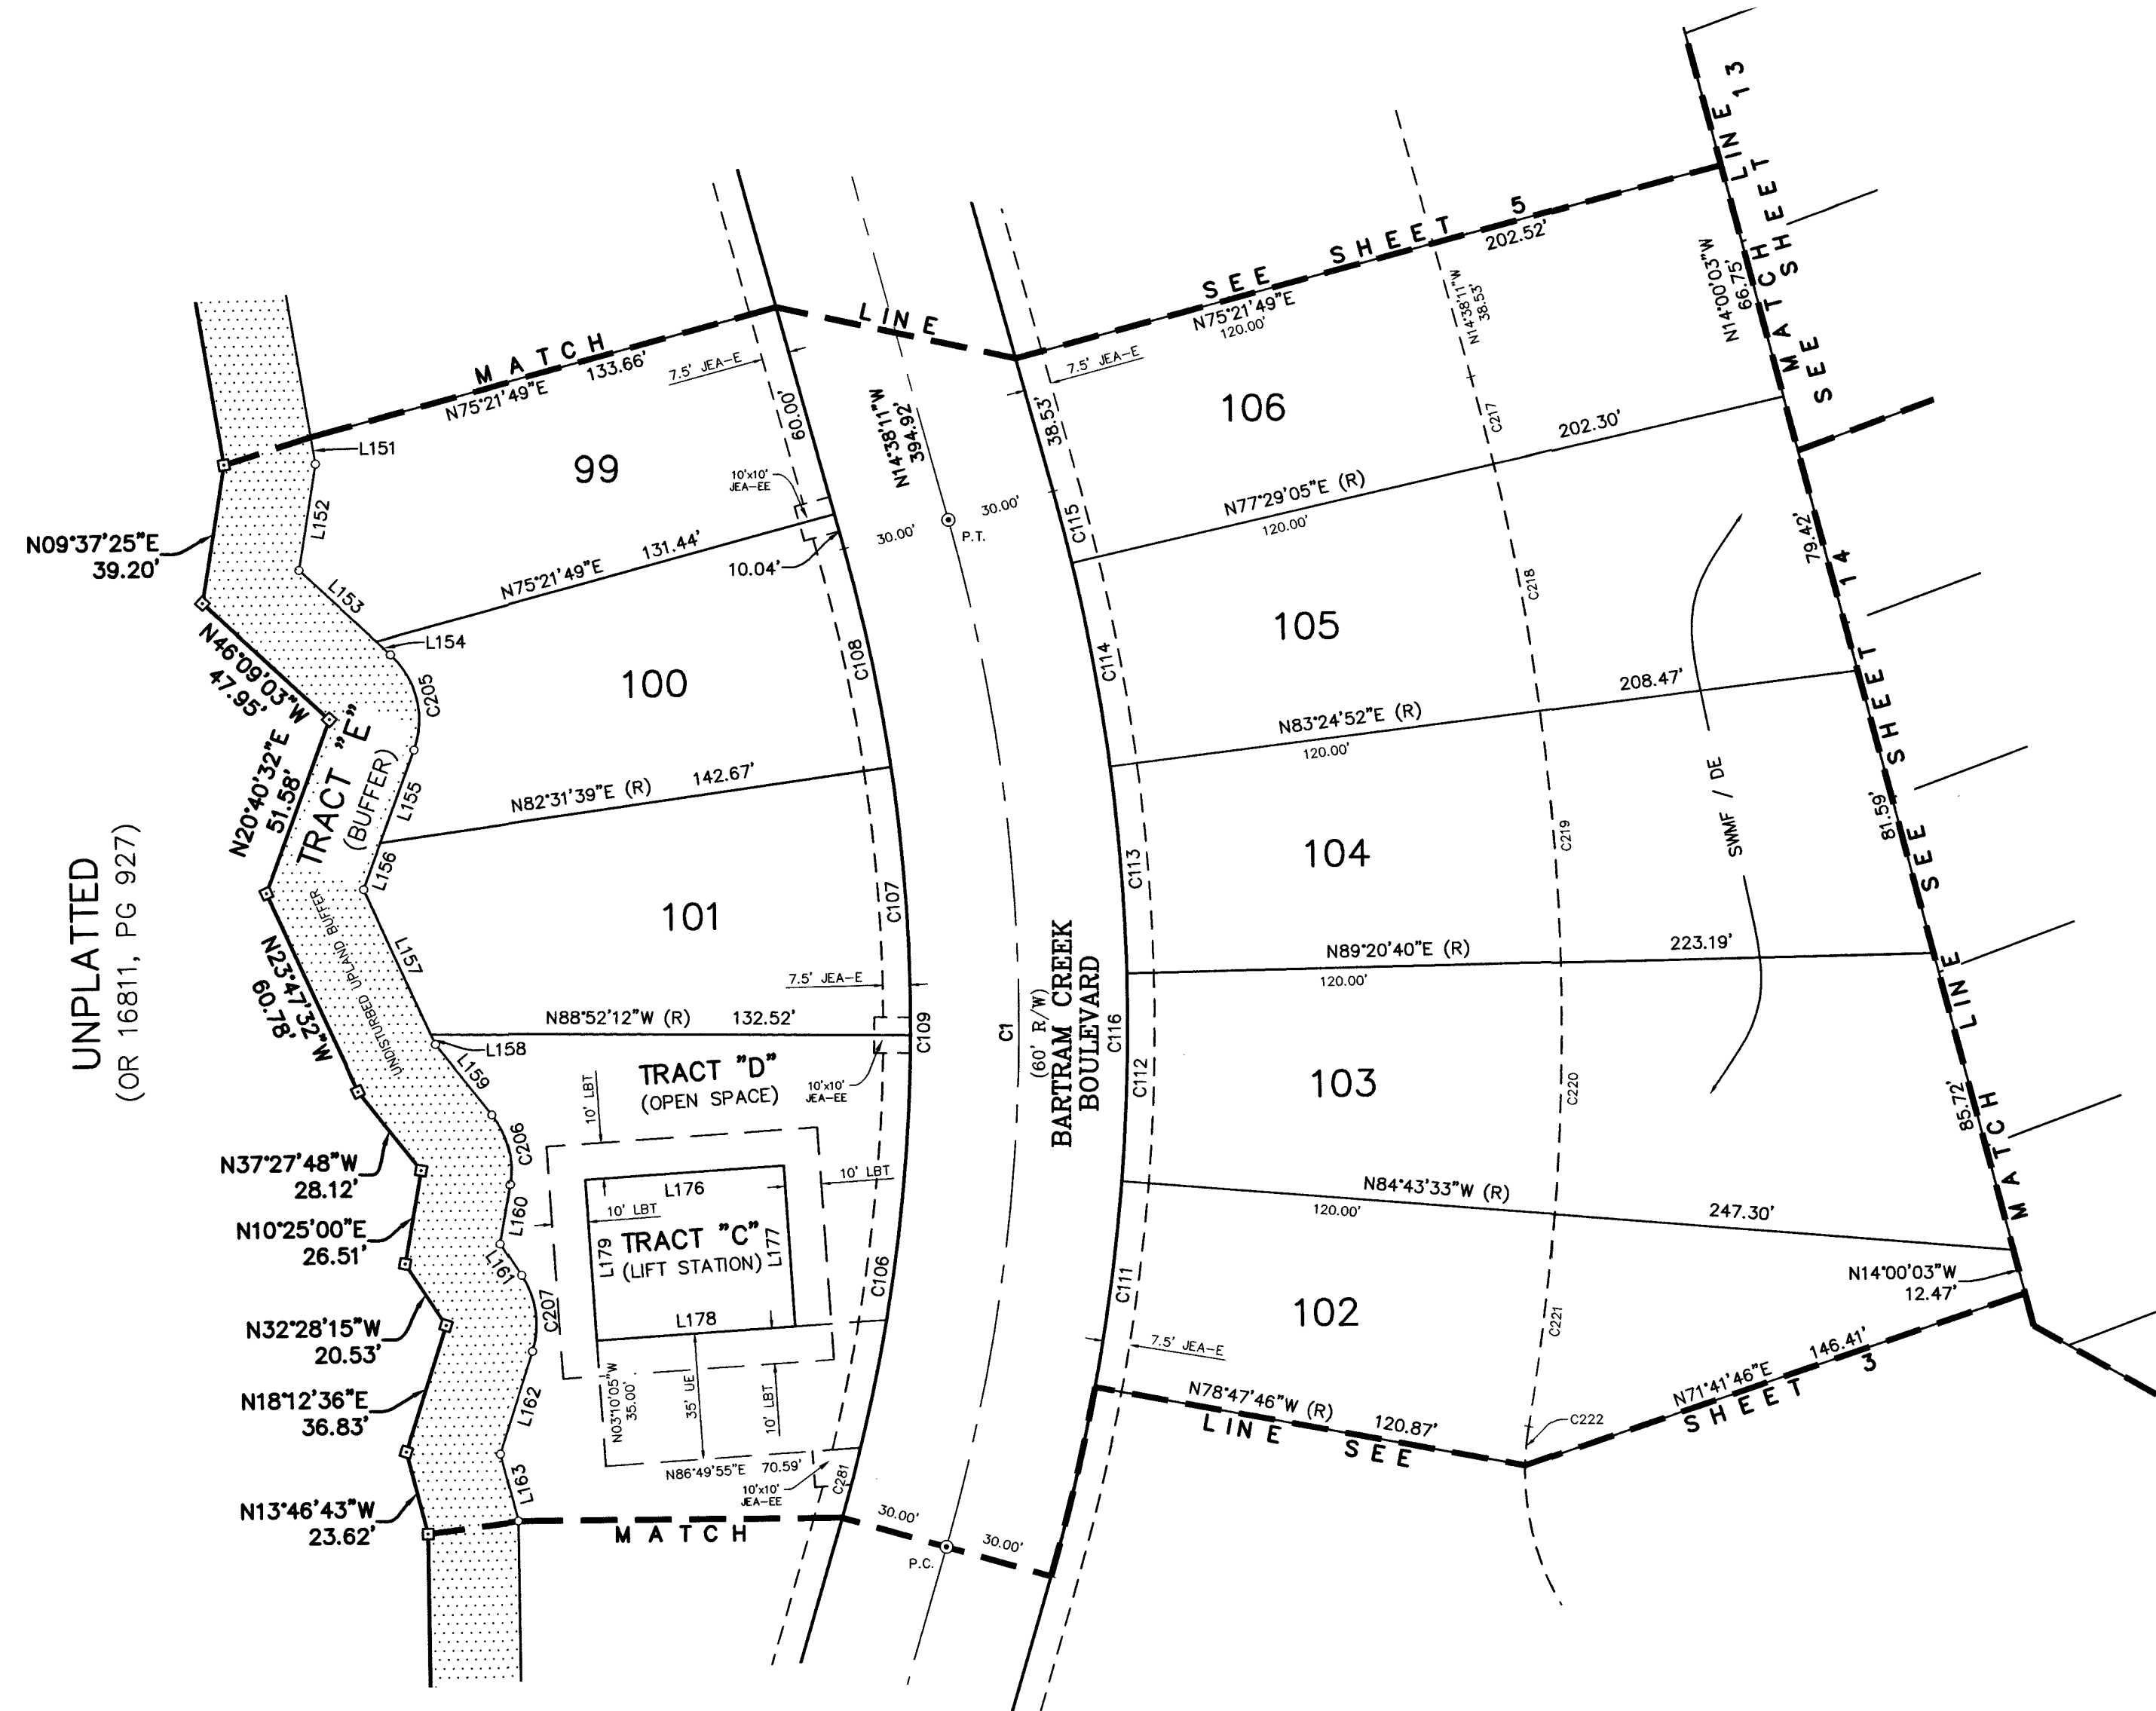 UNPLATTED
(OR 16811, PG 927)
N09°37'25"E
39.20'
N46°09'03"W
47.95'
N20°40'32"E
51.58'
N23°47'32"W
60.78'
N37°27'48"W
28.12'
N10°25'00"E
26.51'
N32°28'15"W
20.53'
N18°12'36"E
36.83'
N13°46'43"W
23.62'
TRACT "E"
(BUFFER)
UNDISTURBED UPLAND BUFFER
L151
L152
L153
L154
C205
L155
L156
L157
L158
L159
C206
L160
L161
C207
L162
L163
MATCH
N75°21'49"E
133.66'
7.5' JEA-E
60.00'
LINE
99
10'x10'
JEA-EE
N75°21'49"E
131.44'
10.04'
100
C108
N82°31'39"E (R)
142.67'
101
C107
7.5' JEA-E
N88°52'12"W (R)
132.52'
C109
TRACT "D"
(OPEN SPACE)
10'x10'
JEA-EE
10' LBT
10' LBT
L176
10' LBT
TRACT "C"
(LIFT STATION)
L179
L177
L178
C106
N03°10'05"W
35.00'
35' UE
10' LBT
N86°49'55"E 70.59'
10'x10'
JEA-EE
C281
MATCH
N14°38'11"W
394.92'
30.00'
30.00'
P.T.
C1
(60' R/W)
BARTRAM CREEK
BOULEVARD
30.00'
30.00'
P.C.
SEE SHEET 5
N75°21'49"E
120.00'
202.52'
7.5' JEA-E
38.53'
106
N14°38'11"W
38.53'
C217
C115
N77°29'05"E (R)
120.00'
202.30'
105
C218
C114
N83°24'52"E (R)
120.00'
208.47'
104
C219
C113
SWMF / DE
N89°20'40"E (R)
120.00'
223.19'
C116
C112
103
C220
N84°43'33"W (R)
120.00'
247.30'
102
C111
C221
7.5' JEA-E
N78°47'46"W (R)
120.87'
LINE SEE
C222
N71°41'46"E
146.41'
SHEET 3
N14°00'03"W
12.47'
N14°00'03"W
66.75'
MATCH LINE
SEE SHEET 13
79.42'
81.59'
85.72'
MATCH LINE SEE SHEET 14